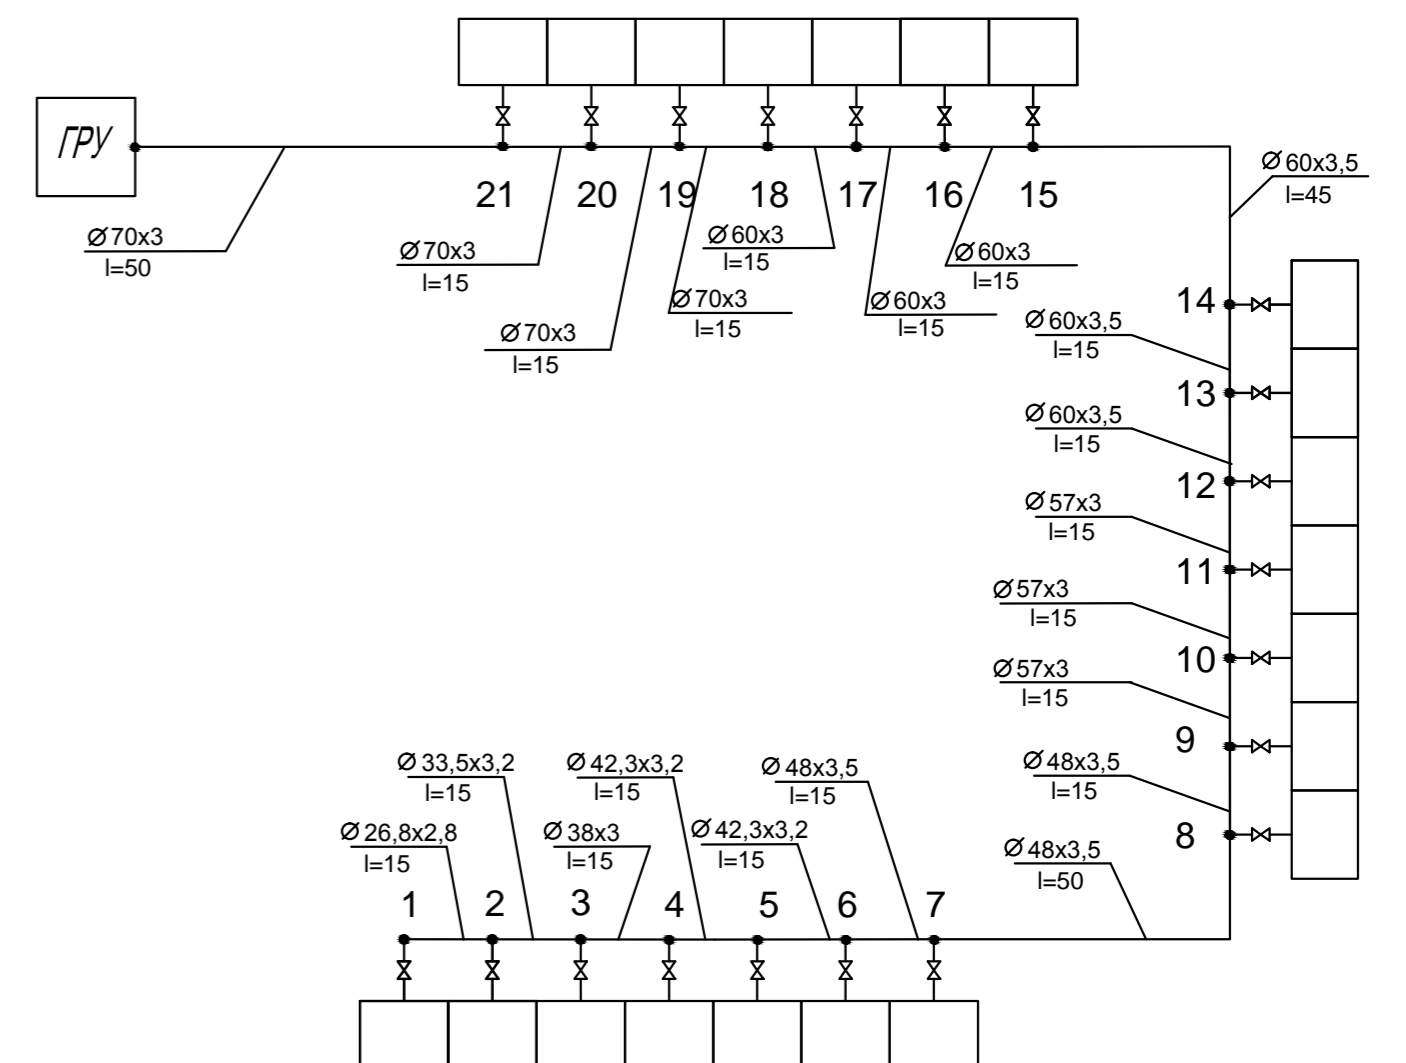 ГРУ
Ø70x3
l=50
21
20
19
18
17
16
15
Ø70x3
l=15
Ø70x3
l=15
Ø70x3
l=15
Ø60x3
l=15
Ø60x3
l=15
Ø60x3
l=15
Ø60x3,5
l=45
14
Ø60x3,5
l=15
13
Ø60x3,5
l=15
12
Ø57x3
l=15
11
Ø57x3
l=15
10
Ø57x3
l=15
9
Ø48x3,5
l=15
8
Ø48x3,5
l=50
Ø26,8x2,8
l=15
Ø33,5x3,2
l=15
Ø38x3
l=15
Ø42,3x3,2
l=15
Ø42,3x3,2
l=15
Ø48x3,5
l=15
1
2
3
4
5
6
7